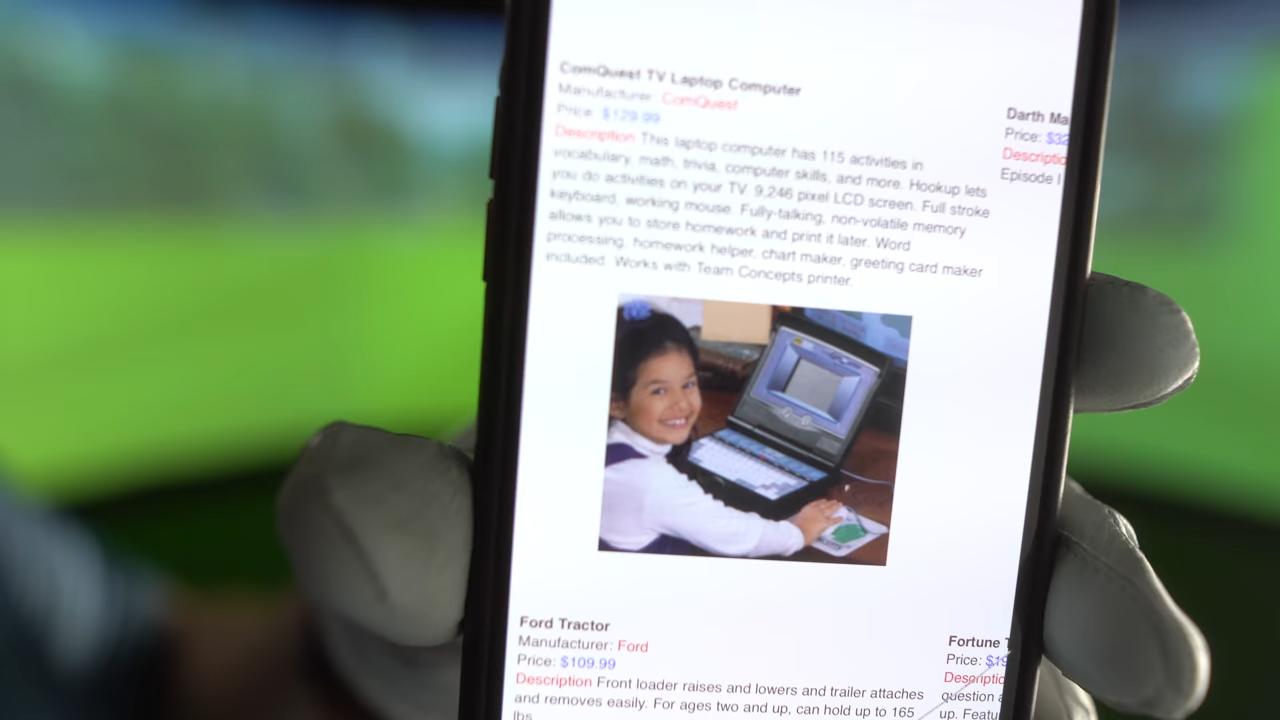 ComQuest TV Laptop Computer
Manufacturer: ComQuest
Price: $129.99
Description This laptop computer has 115 activities in
vocabulary, math, trivia, computer skills, and more. Hookup lets
you do activities on your TV. 9,246 pixel LCD screen. Full stroke
keyboard, working mouse. Fully-talking, non-volatile memory
allows you to store homework and print it later. Word
processing, homework helper, chart maker, greeting card maker
included. Works with Team Concepts printer.
Darth Ma
Price: $32
Descriptio
Episode I
Ford Tractor
Manufacturer: Ford
Price: $109.99
Description Front loader raises and lowers and trailer attaches
and removes easily. For ages two and up, can hold up to 165
lbs.
Fortune T
Price: $19
Descriptio
question a
up. Featu